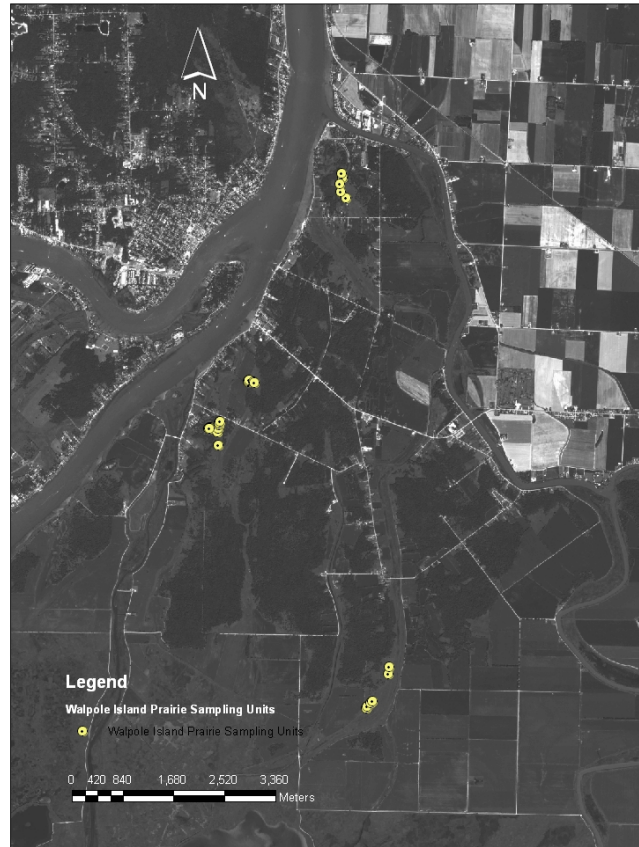 N
Legend
Walpole Island Prairie Sampling Units
Walpole Island Prairie Sampling Units
0 420 840 1,680 2,520 3,360
Meters